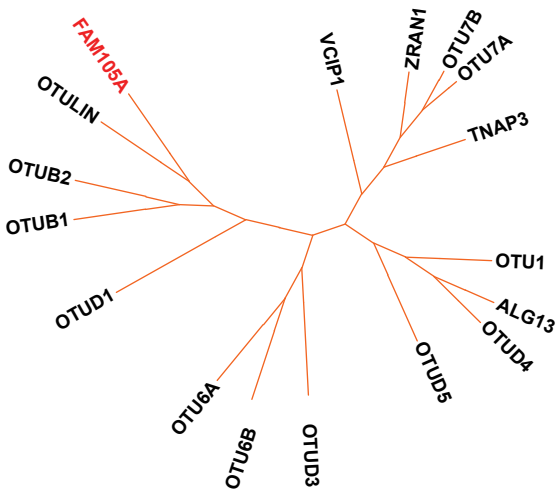 FAM105A
OTULIN
OTUB2
OTUB1
OTUD1
OTU6A
OTU6B
OTUD3
OTUD5
OTUD4
ALG13
OTU1
TNAP3
OTU7A
OTU7B
ZRAN1
VCIP1